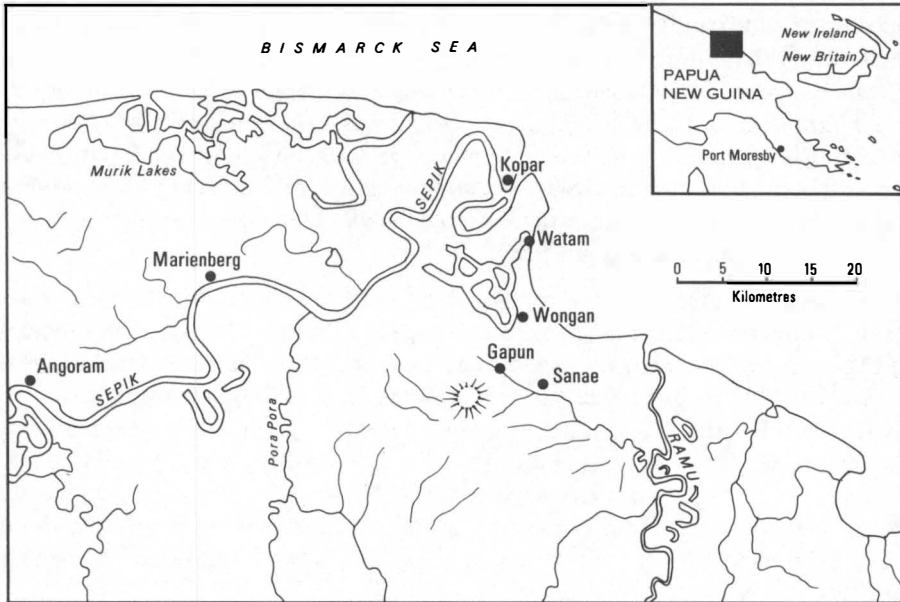 BISMARCK SEA
New Ireland
New Britain
PAPUA
NEW GUINEA
Port Moresby
Murik Lakes
SEPIK
Kopar
Watam
Marienberg
0 5 10 15 20
Kilometres
Wongan
Gapun
Sanae
Angoram
SEPIK
Pora Pora
RAMU